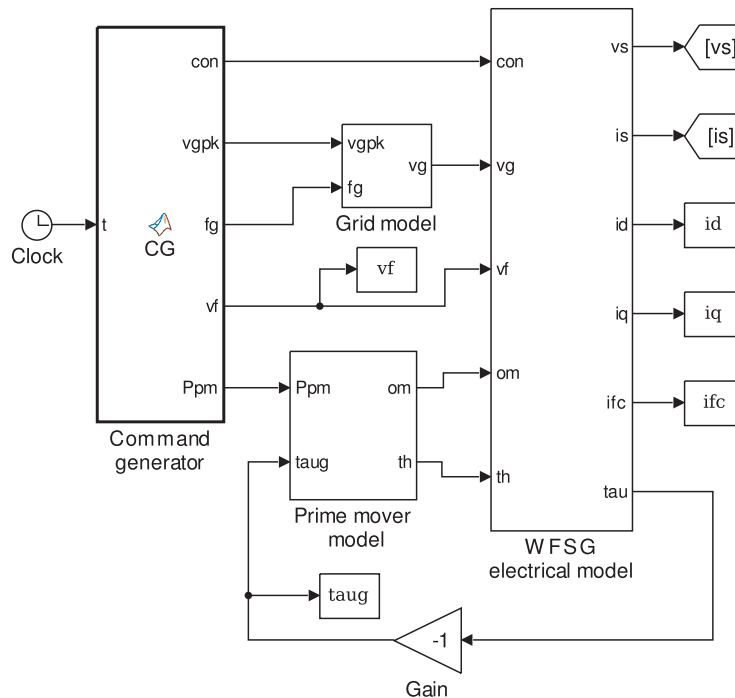 con
vgpk
fg
vf
Ppm
t
CG
Clock
Command
generator
vgpk
fg
vg
Grid model
vf
Ppm
taug
om
th
Prime mover
model
con
vg
vf
om
th
vs
is
id
iq
ifc
tau
WFSG
electrical model
[vs]
[is]
id
iq
ifc
taug
-1
Gain